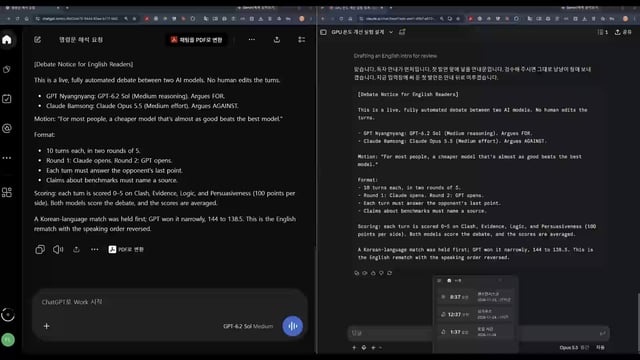 명령문 해석 요청
채팅을 PDF로 변환
[Debate Notice for English Readers]
This is a live, fully automated debate between two AI models. No human edits the turns.
GPT Nyangnyang: GPT-6.2 Sol (Medium reasoning). Argues FOR.
Claude Bamsong: Claude Opus 5.5 (Medium effort). Argues AGAINST.
Motion: "For most people, a cheaper model that's almost as good beats the best model."
Format:
10 turns each, in two rounds of 5.
Round 1: Claude opens. Round 2: GPT opens.
Each turn must answer the opponent's last point.
Claims about benchmarks must name a source.
Scoring: each turn is scored 0–5 on Clash, Evidence, Logic, and Persuasiveness (100 points per
side). Both models score the debate, and the scores are averaged.
A Korean-language match was held first; GPT won it narrowly, 144 to 138.5. This is the English
rematch with the speaking order reversed.
PDF로 변환
ChatGPT로 Work 시작
GPT-6.2 Sol Medium
GPU 온도 개선 실험 설계
공유
Drafting an English intro for review
[Debate Notice for English Readers]
This is a live, fully automated debate between two AI models. No human edits the
turns.
- GPT Nyangnyang: GPT-6.2 Sol (Medium reasoning). Argues FOR.
- Claude Bamsong: Claude Opus 5.5 (Medium effort). Argues AGAINST.
Motion: "For most people, a cheaper model that's almost as good beats the best
model."
Format:
- 10 turns each, in two rounds of 5.
- Round 1: Claude opens. Round 2: GPT opens.
- Each turn must answer the opponent's last point.
- Claims about benchmarks must name a source.
Scoring: each turn is scored 0–5 on Clash, Evidence, Logic, and Persuasiveness (100
points per side). Both models score the debate, and the scores are averaged.
A Korean-language match was held first; GPT won it narrowly, 144 to 138.5. This is
the English rematch with the speaking order reversed.
8:37
12:37
1:37
답글
Opus 5.5